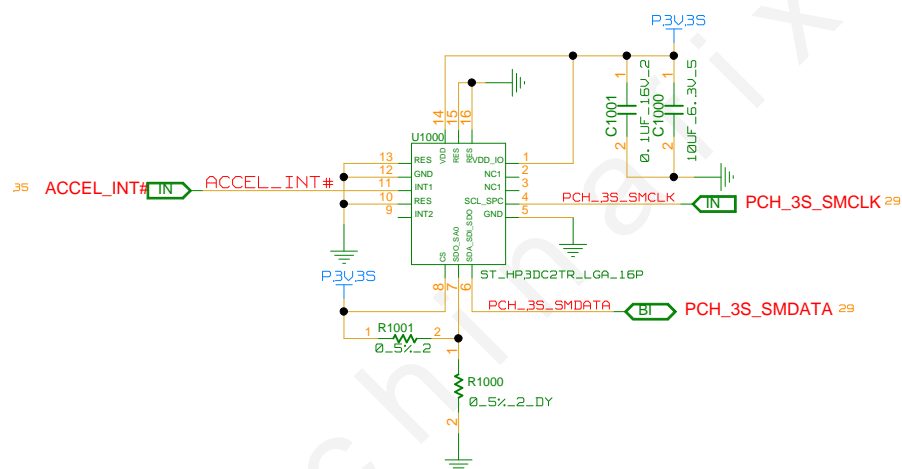 P3V3S
14
15
16
1
C1001
2
0.1UF_16V_2
1
C1000
2
10UF_6.3V_5
U1000
VDD
RES
RES
13 RES VDD_IO 1
12 GND NC1 2
35 ACCEL_INT# IN ACCEL_INT# 11 INT1 NC1 3
10 RES SCL_SPC 4 PCH_3S_SMCLK IN PCH_3S_SMCLK 29
9 INT2 GND 5
CS
SDO_SA0
SDA_SDI_SDO
ST_HP3DC2TR_LGA_16P
P3V3S
8
7
6
PCH_3S_SMDATA BI PCH_3S_SMDATA 29
1 R1001 2
0_5%_2
1
R1000
0_5%_2_DY
2
chinafix